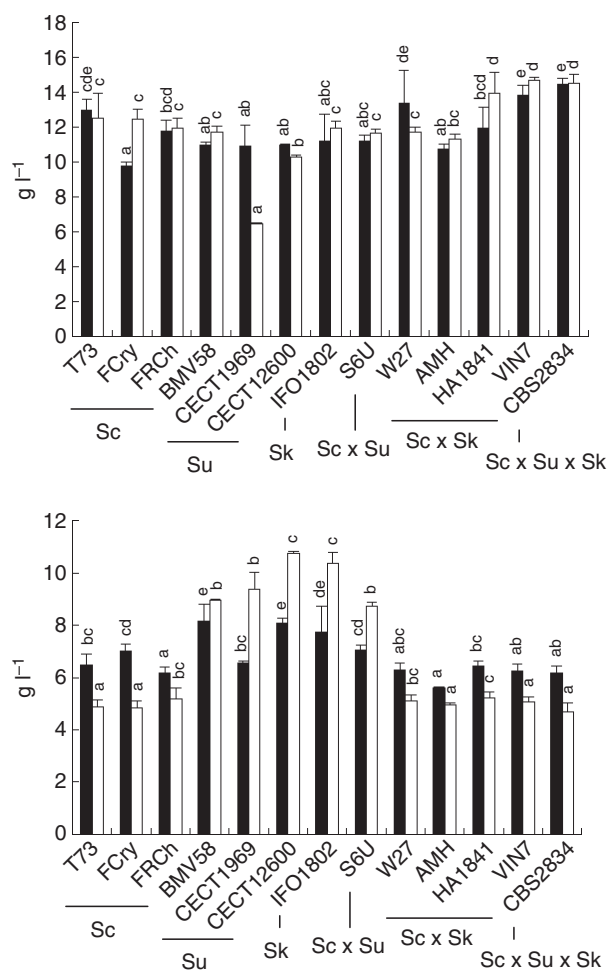 18
16
14
12
10
8
6
4
2
0
g l⁻¹
cde c a c bcd c ab c ab a ab b abc c abc c de c ab bc bcd d e d e d
T73 FCry FRCh BMV58 CECT1969 CECT12600 IFO1802 S6U W27 AMH HA1841 VIN7 CBS2834
Sc Su Sk Sc x Su Sc x Sk Sc x Su x Sk
12
10
8
6
4
2
0
g l⁻¹
bc a cd a a bc e b bc b e c de c cd b abc bc a a bc c ab a ab a
T73 FCry FRCh BMV58 CECT1969 CECT12600 IFO1802 S6U W27 AMH HA1841 VIN7 CBS2834
Sc Su Sk Sc x Su Sc x Sk Sc x Su x Sk